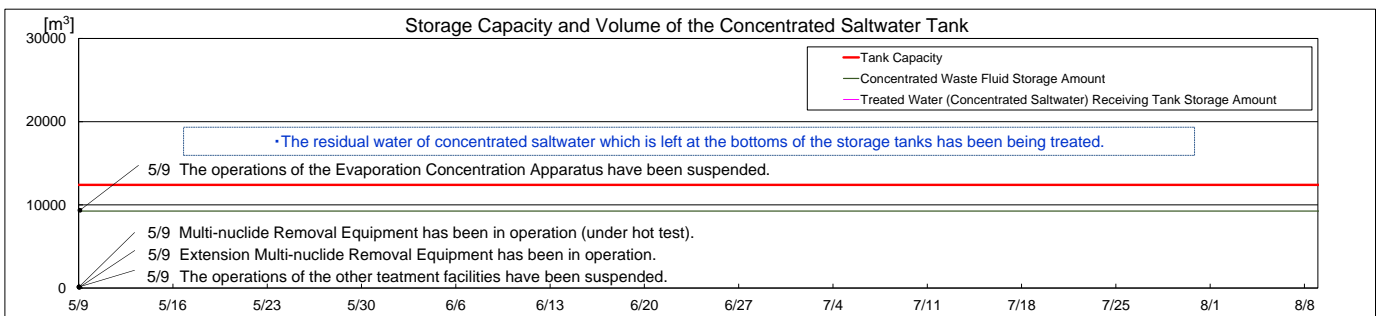 Storage Capacity and Volume of the Concentrated Saltwater Tank
[m3]
30000
Tank Capacity
Concentrated Waste Fluid Storage Amount
Treated Water (Concentrated Saltwater) Receiving Tank Storage Amount
20000
・The residual water of concentrated saltwater which is left at the bottoms of the storage tanks has been being treated.
5/9 The operations of the Evaporation Concentration Apparatus have been suspended.
10000
5/9 Multi-nuclide Removal Equipment has been in operation (under hot test).
5/9 Extension Multi-nuclide Removal Equipment has been in operation.
5/9 The operations of the other teatment facilities have been suspended.
0
5/9 5/16 5/23 5/30 6/6 6/13 6/20 6/27 7/4 7/11 7/18 7/25 8/1 8/8